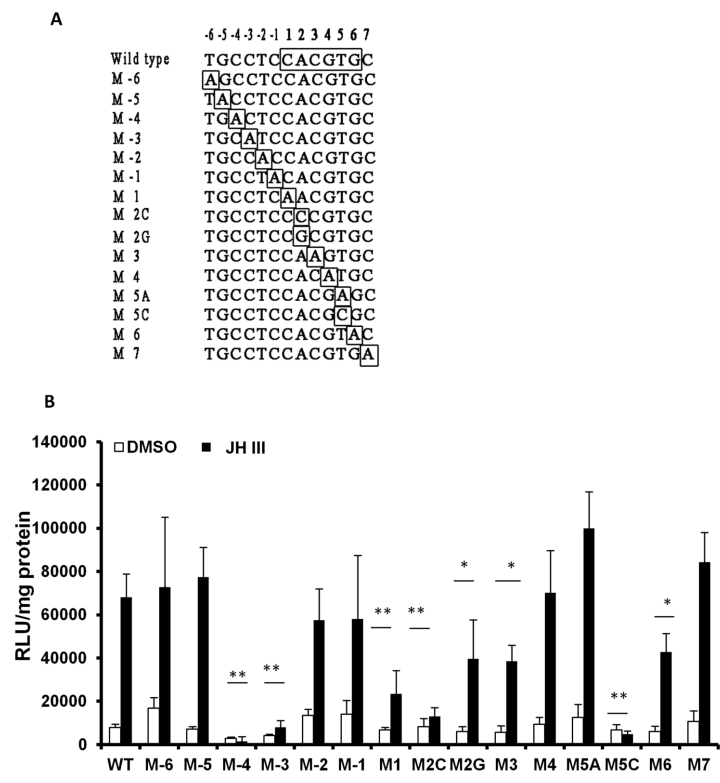 A
-6 -5 -4 -3 -2 -1 1 2 3 4 5 6 7
Wild type TGCCTCCACGTGC
M -6 AGCCTCCACGTGC
M -5 TACCTCCACGTGC
M -4 TGACTCCACGTGC
M -3 TGCATCCACGTGC
M -2 TGCCACCACGTGC
M -1 TGCCTACACGTGC
M 1 TGCCTCAACGTGC
M 2C TGCCTCCCCGTGC
M 2G TGCCTCCGCGTGC
M 3 TGCCTCCAAGTGC
M 4 TGCCTCCACATGC
M 5A TGCCTCCACGAGC
M 5C TGCCTCCACGCGC
M 6 TGCCTCCACGTAC
M 7 TGCCTCCACGTGA
B
RLU/mg protein
140000
120000
100000
80000
60000
40000
20000
0
DMSO JH III
** ** ** ** * * ** *
WT M-6 M-5 M-4 M-3 M-2 M-1 M1 M2C M2G M3 M4 M5A M5C M6 M7